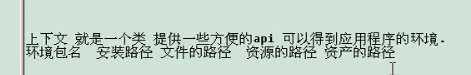 上下文 就是一个类 提供一些方便的api 可以得到应用程序的环境.
环境包名 安装路径 文件的路径 资源的路径 资产的路径